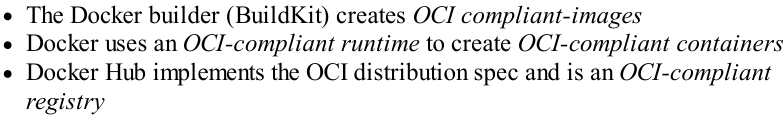 • The Docker builder (BuildKit) creates OCI compliant-images
• Docker uses an OCI-compliant runtime to create OCI-compliant containers
• Docker Hub implements the OCI distribution spec and is an OCI-compliant
registry